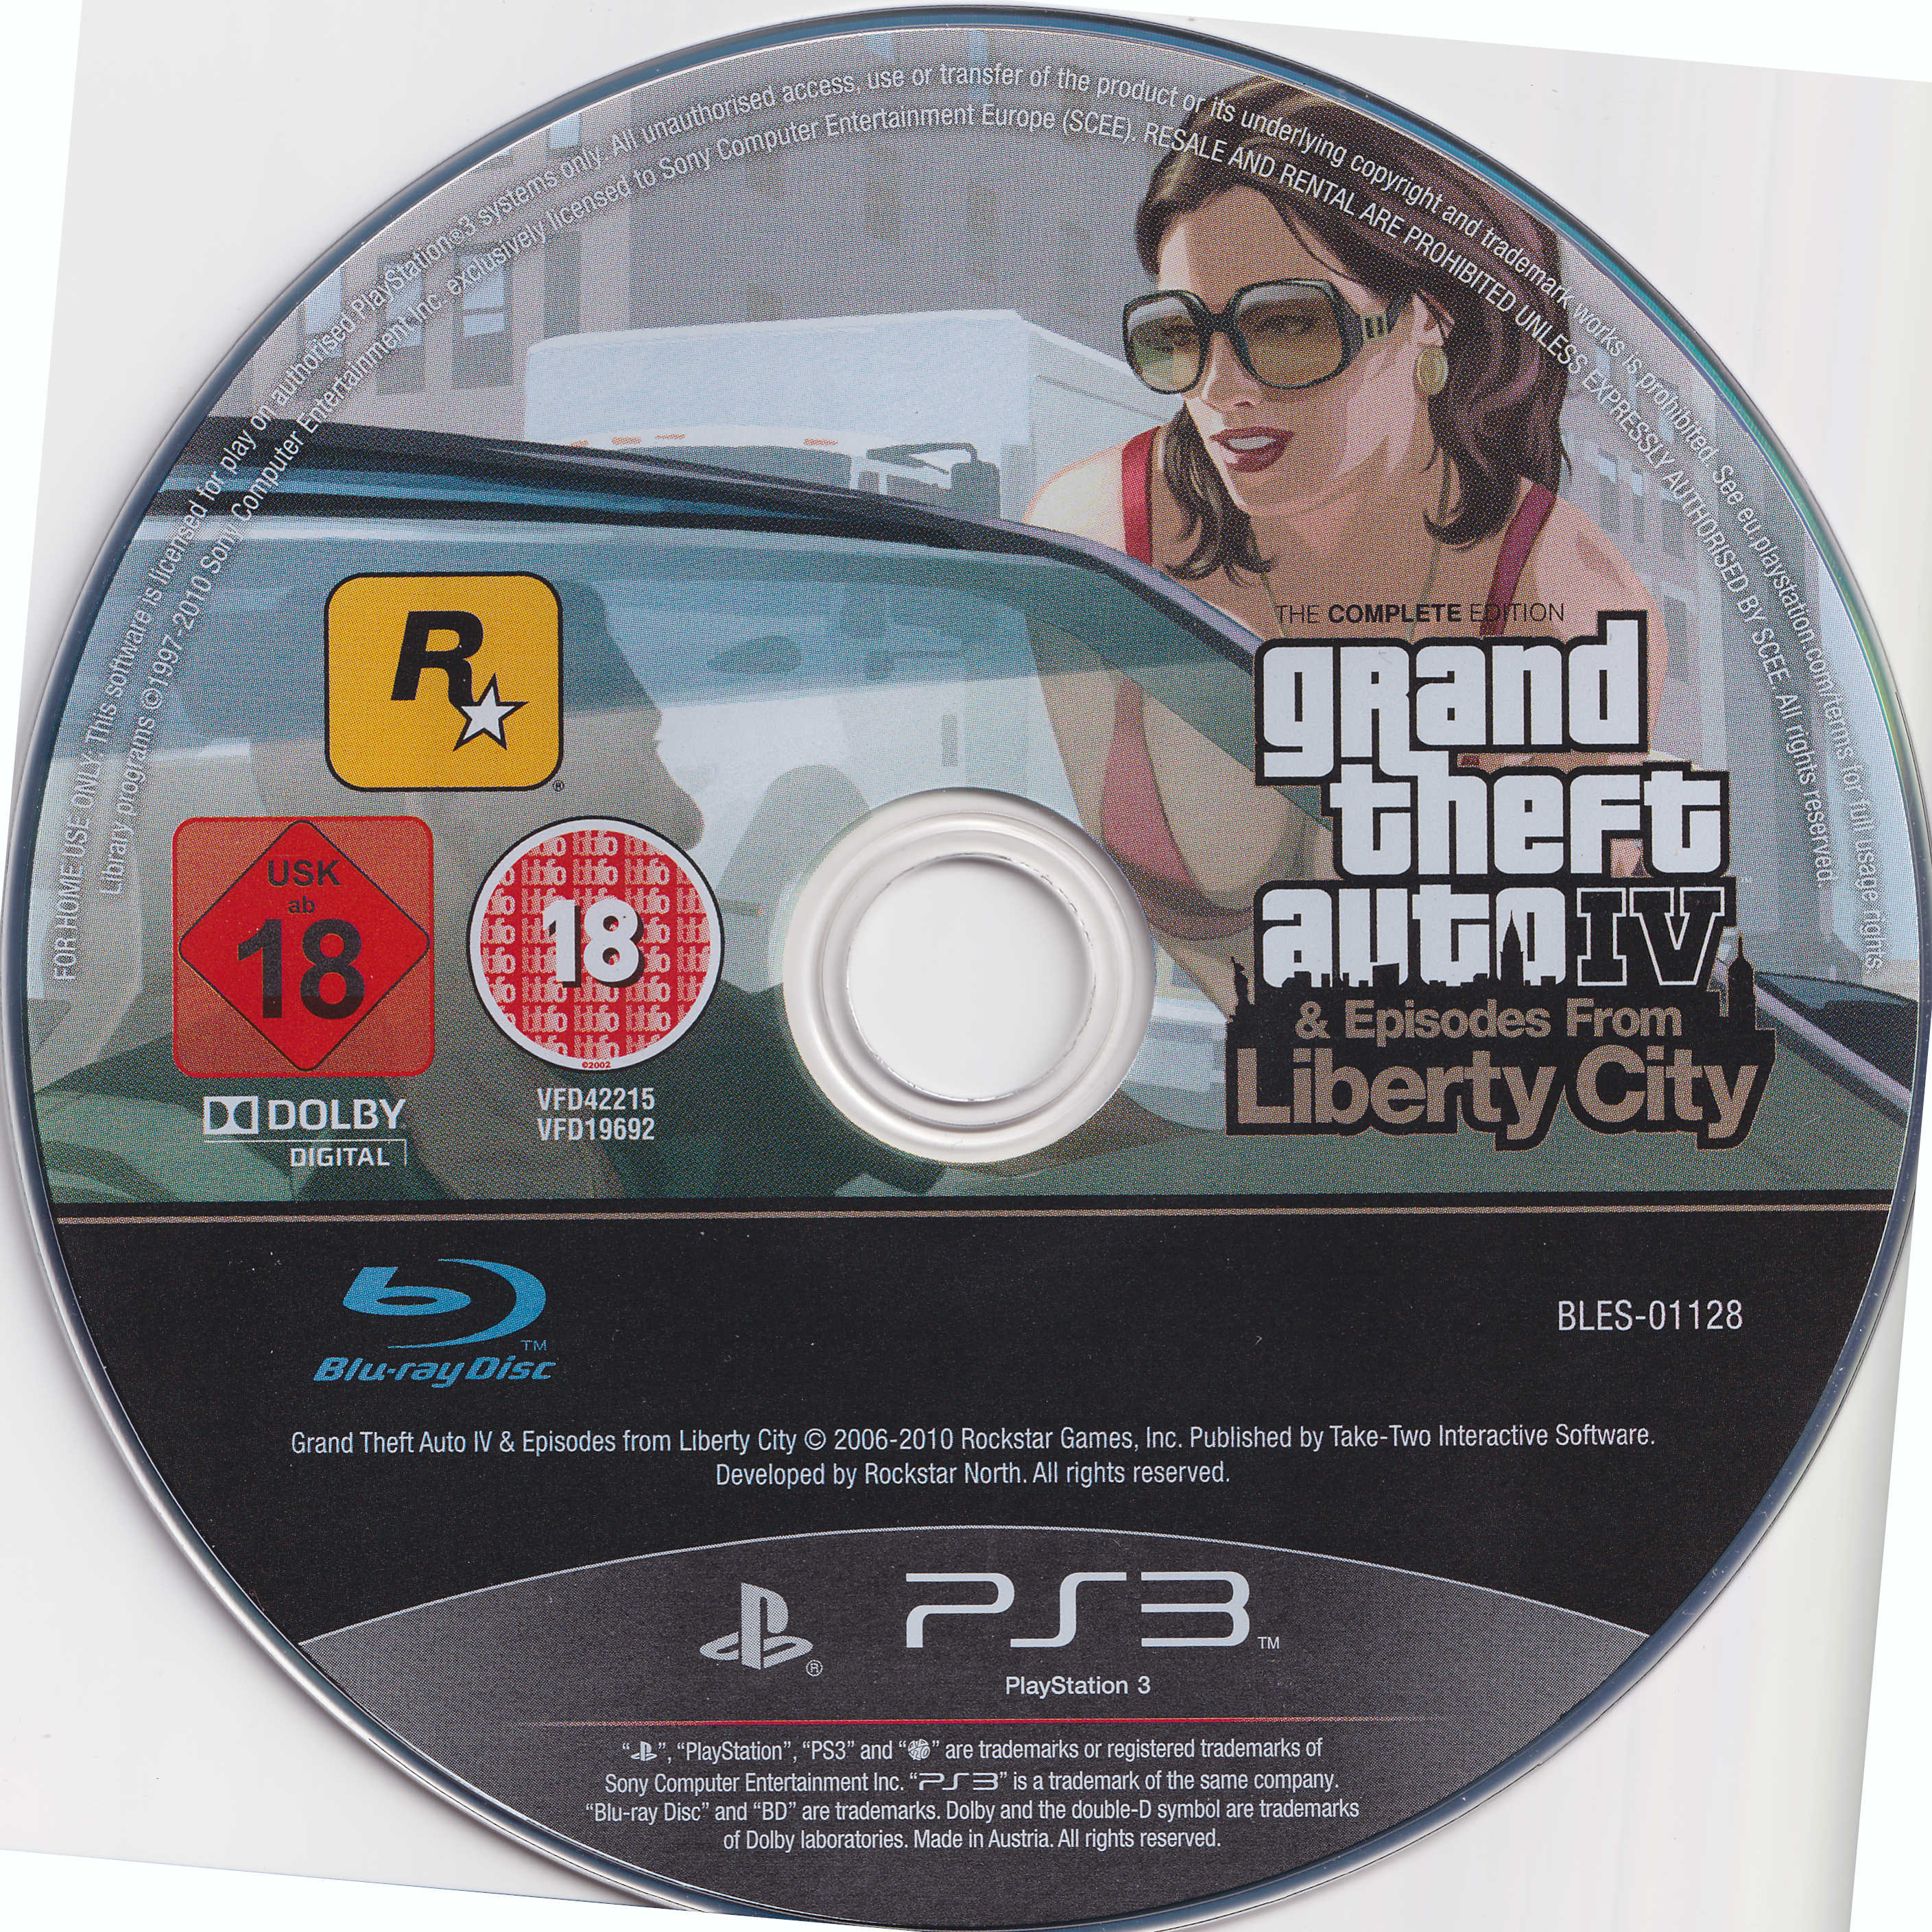 FOR HOME USE ONLY. This software is licensed for play on authorised PlayStation®3 systems only. All unauthorised access, use or transfer of the product or its underlying copyright and trademark works is prohibited. See eu.playstation.com/terms for full usage rights.
Library programs ©1997-2010 Sony Computer Entertainment Inc. exclusively licensed to Sony Computer Entertainment Europe (SCEE). RESALE AND RENTAL ARE PROHIBITED UNLESS EXPRESSLY AUTHORISED BY SCEE. All rights reserved.
R
®
THE COMPLETE EDITION
grand
theft
auto IV
& Episodes From
Liberty City
USK
ab
18
bbfc
18
©2002
DOLBY
DIGITAL
VFD42215
VFD19692
TM
Blu-ray Disc
BLES-01128
Grand Theft Auto IV & Episodes from Liberty City © 2006-2010 Rockstar Games, Inc. Published by Take-Two Interactive Software.
Developed by Rockstar North. All rights reserved.
® PS3 TM
PlayStation 3
“ ”, “PlayStation”, “PS3” and “ ” are trademarks or registered trademarks of
Sony Computer Entertainment Inc. “PS3” is a trademark of the same company.
“Blu-ray Disc” and “BD” are trademarks. Dolby and the double-D symbol are trademarks
of Dolby laboratories. Made in Austria. All rights reserved.